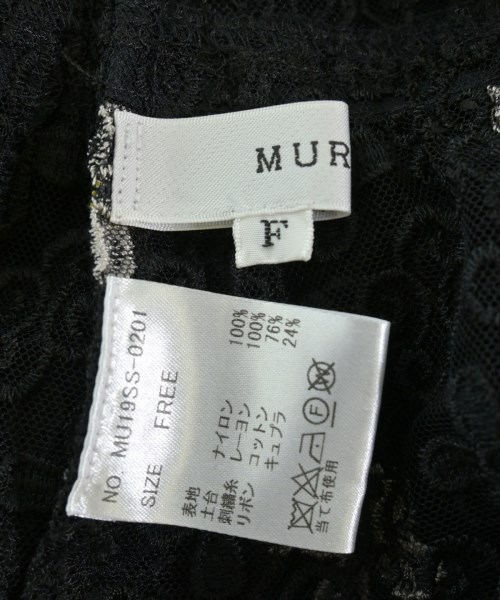 MUR
F
NO. MU19SS-0201
SIZE FREE
表地 ナイロン 100%
土台 レーヨン 100%
刺繍糸 コットン 76%
リボン キュプラ 24%
F
当て布使用